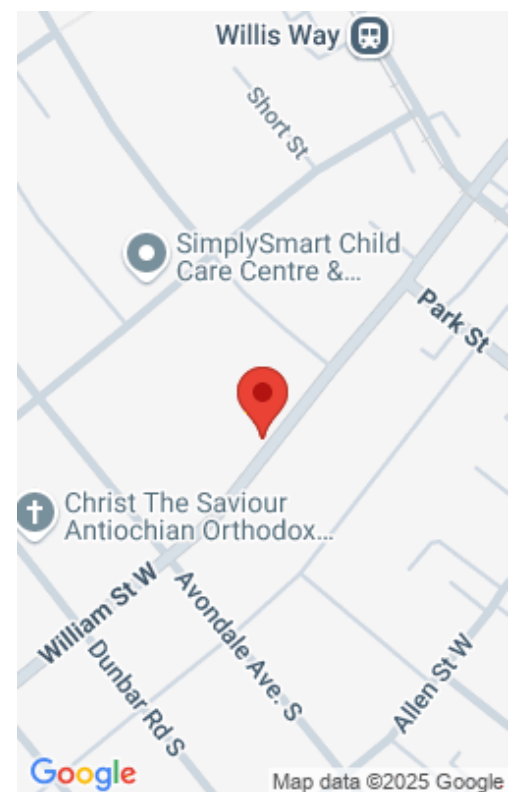 Willis Way
Short St
SimplySmart Child
Care Centre &...
Park St
Christ The Saviour
Antiochian Orthodox...
William St W
Avondale Ave. S
Dunbar Rd S
Allen St W
Google
Map data ©2025 Google